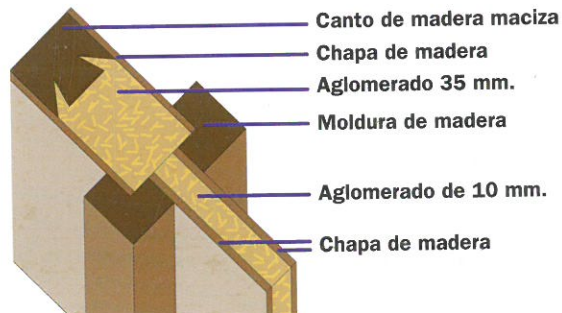 Canto de madera maciza
Chapa de madera
Aglomerado 35 mm.
Moldura de madera
Aglomerado de 10 mm.
Chapa de madera